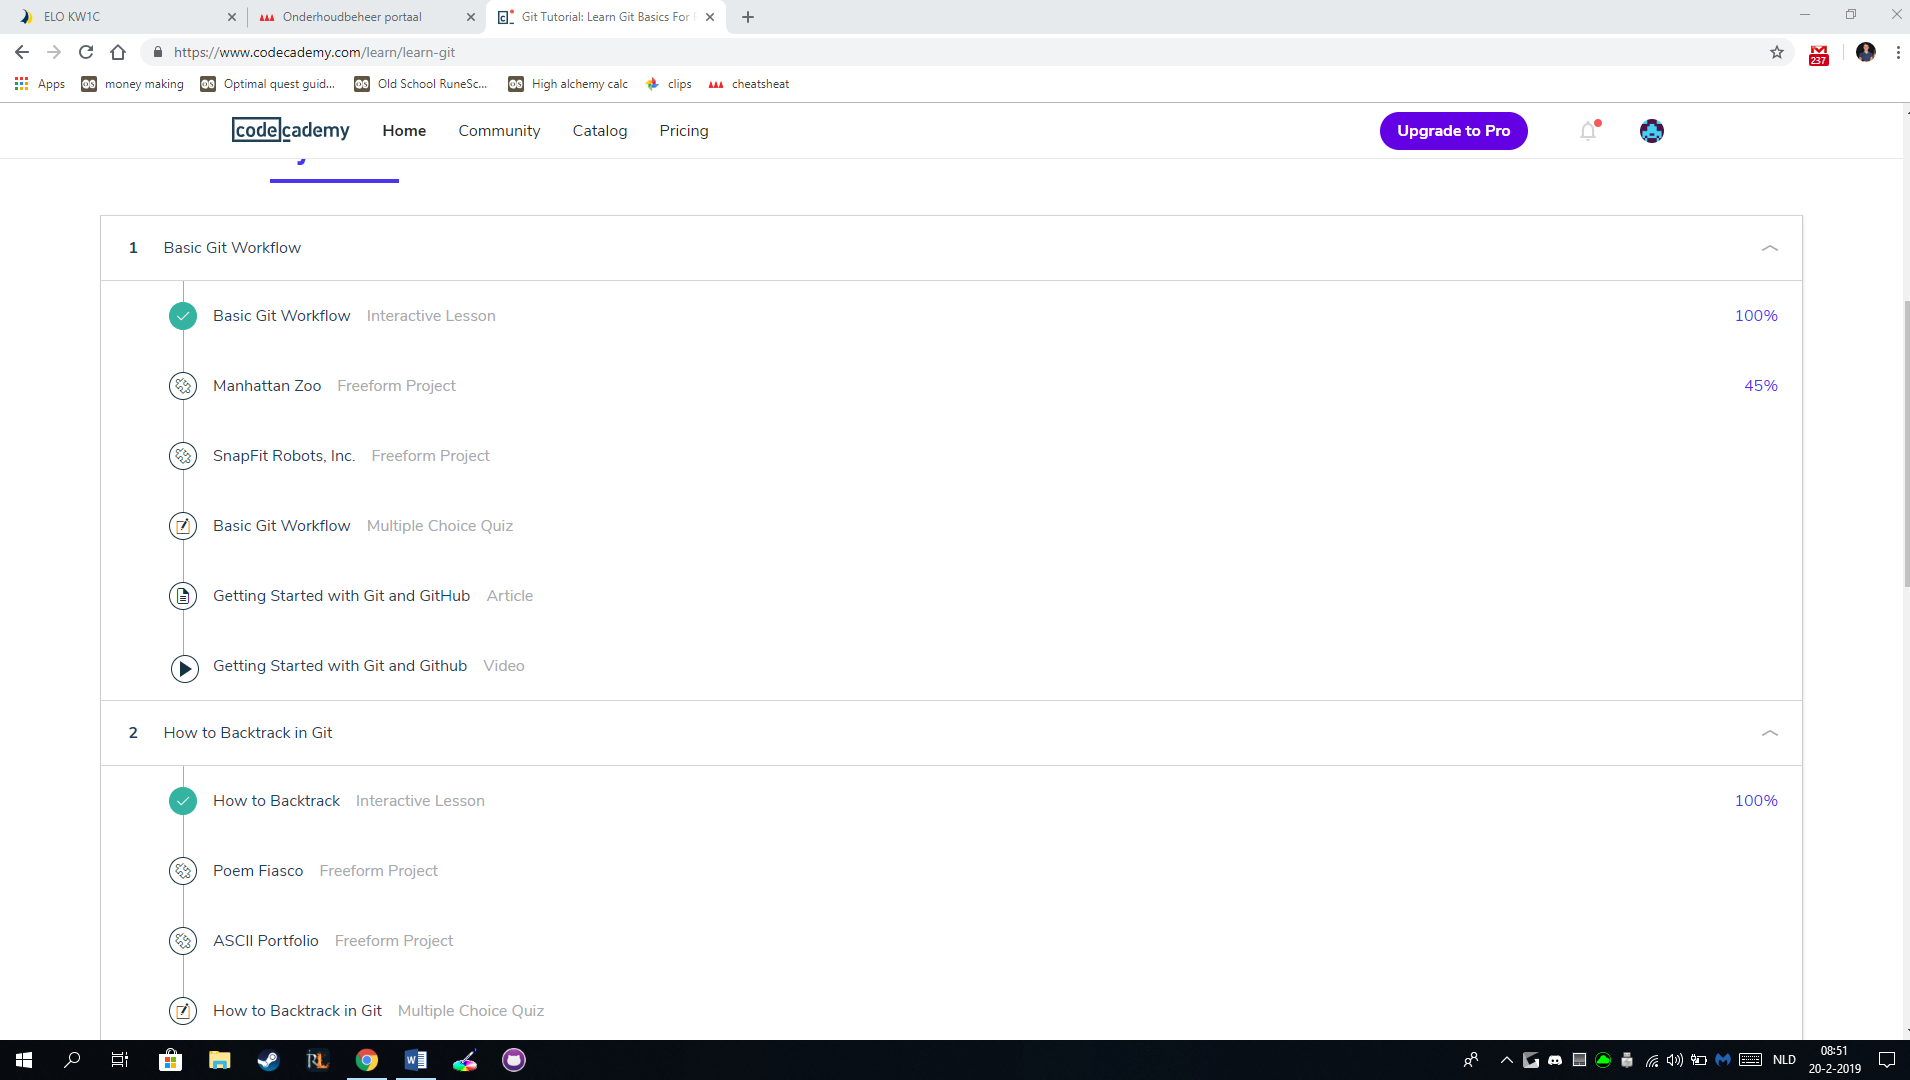 ELO KW1C
Onderhoudbeheer portaal
Git Tutorial: Learn Git Basics For
https://www.codecademy.com/learn/learn-git
237
Apps money making Optimal quest guid... Old School RuneSc... High alchemy calc clips cheatsheat
codecademy Home Community Catalog Pricing Upgrade to Pro
1 Basic Git Workflow
Basic Git Workflow Interactive Lesson 100%
Manhattan Zoo Freeform Project 45%
SnapFit Robots, Inc. Freeform Project
Basic Git Workflow Multiple Choice Quiz
Getting Started with Git and GitHub Article
Getting Started with Git and Github Video
2 How to Backtrack in Git
How to Backtrack Interactive Lesson 100%
Poem Fiasco Freeform Project
ASCII Portfolio Freeform Project
How to Backtrack in Git Multiple Choice Quiz
NLD
08:51
20-2-2019